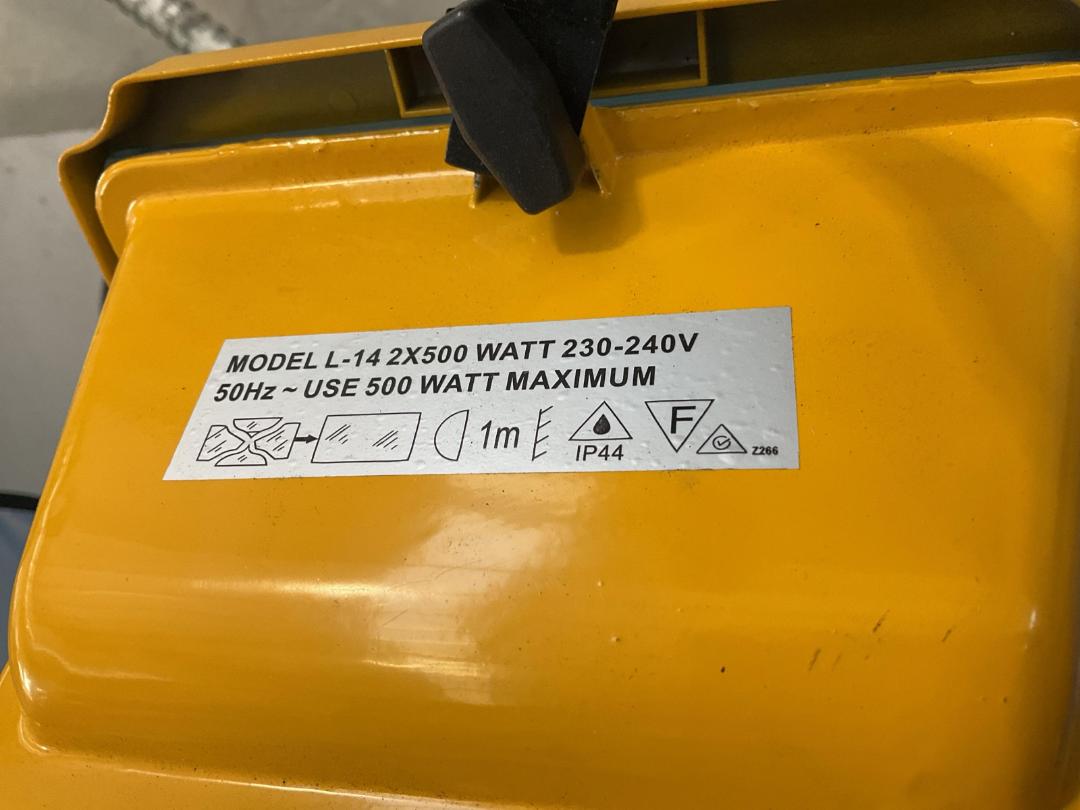 MODEL L-14 2X500 WATT 230-240V
50Hz ~ USE 500 WATT MAXIMUM
1m IP44 F Z266